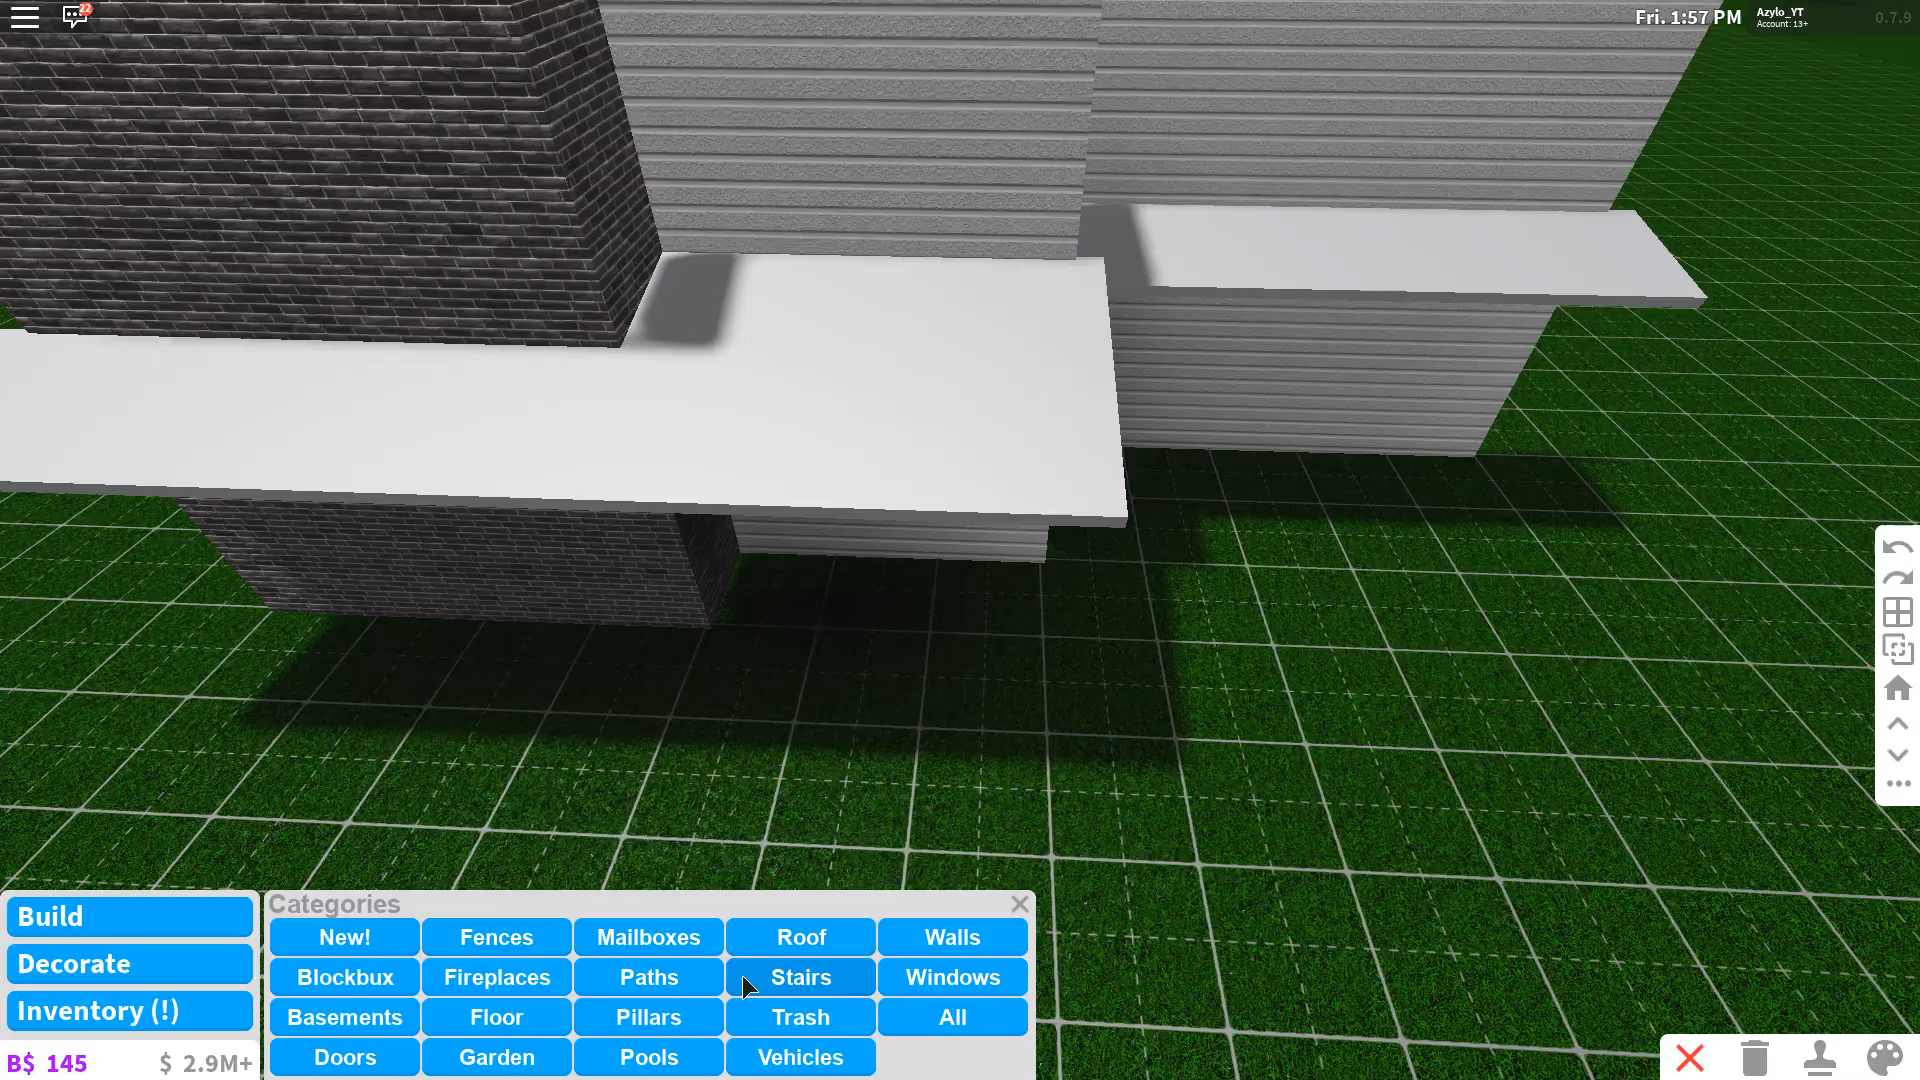 22
Fri. 1:57 PM
Azylo_YT
Account: 13+
0.7.9
Build
Decorate
Inventory (!)
B$ 145
$ 2.9M+
Categories
New!
Fences
Mailboxes
Roof
Walls
Blockbux
Fireplaces
Paths
Stairs
Windows
Basements
Floor
Pillars
Trash
All
Doors
Garden
Pools
Vehicles